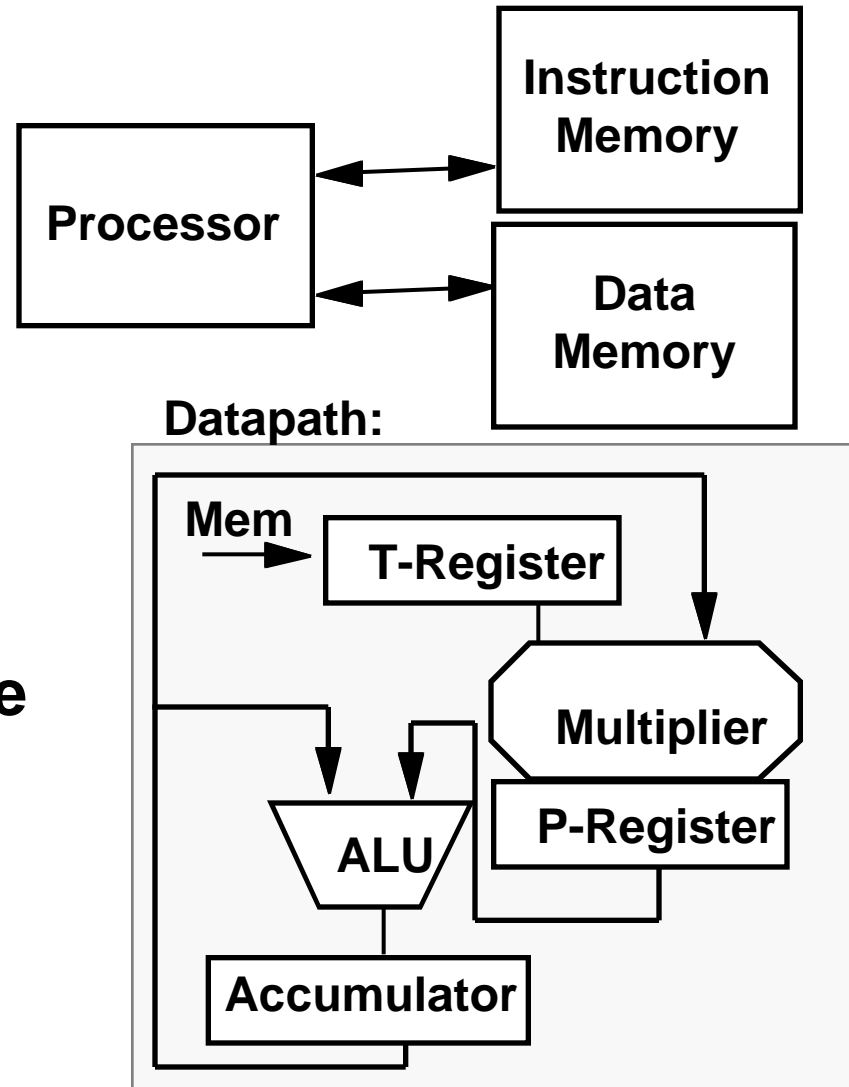 Instruction
Memory
Processor
Data
Memory
Datapath:
Mem
T-Register
e
Multiplier
P-Register
ALU
Accumulator